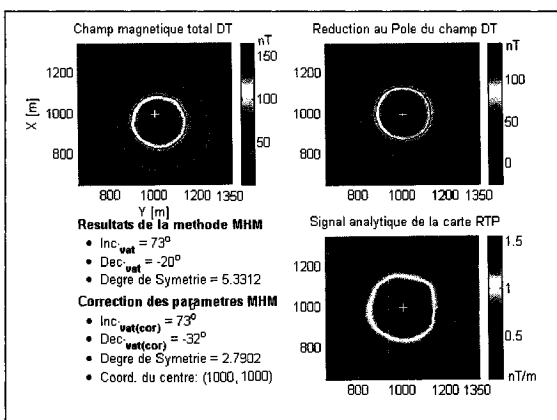 Champ magnetique total DT
nT
150
100
50
1200
1000
800
X [m]
800
1000
1200
1350
Y [m]
Reduction au Pole du champ DT
nT
100
50
0
1200
1000
800
800
1000
1200
1350
Resultats de la methode MHM
• Inc.vat = 73º
• Dec.vat = -20º
• Degre de Symetrie = 5.3312
Correction des parametres MHM
• Inc.vat(cor) = 73º
• Dec.vat(cor) = -32º
• Degre de Symetrie = 2.7902
• Coord. du centre: (1000, 1000)
Signal analytique de la carte RTP
1.5
1
0.5
nT/m
1200
1000
800
800
1000
1200
1350